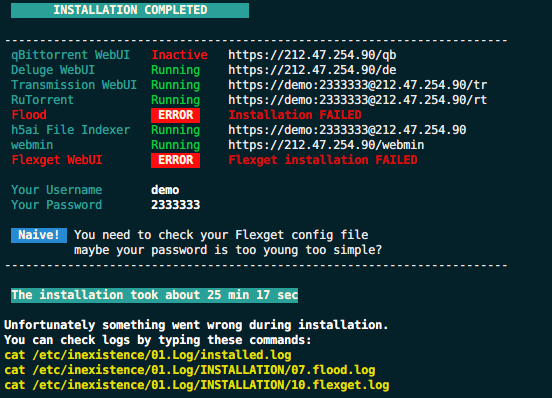 INSTALLATION COMPLETED
------------------------------------------------------------------------
qBittorrent WebUI Inactive https://212.47.254.90/qb
Deluge WebUI Running https://212.47.254.90/de
Transmission WebUI Running https://demo:2333333@212.47.254.90/tr
RuTorrent Running https://demo:2333333@212.47.254.90/rt
Flood ERROR Installation FAILED
h5ai File Indexer Running https://demo:2333333@212.47.254.90
webmin Running https://212.47.254.90/webmin
Flexget WebUI ERROR Flexget installation FAILED
Your Username demo
Your Password 2333333
Naive! You need to check your Flexget config file
maybe your password is too young too simple?
------------------------------------------------------------------------
The installation took about 25 min 17 sec
Unfortunately something went wrong during installation.
You can check logs by typing these commands:
cat /etc/inexistence/01.Log/installed.log
cat /etc/inexistence/01.Log/INSTALLATION/07.flood.log
cat /etc/inexistence/01.Log/INSTALLATION/10.flexget.log